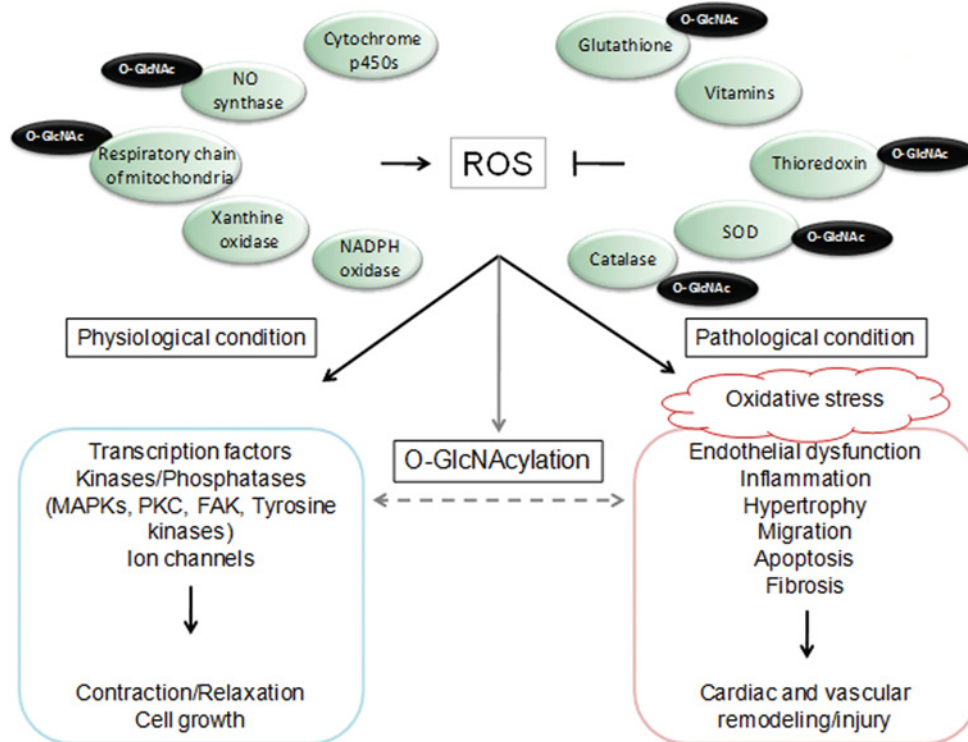 Cytochrome
p450s
O-GlcNAc
NO
synthase
O-GlcNAc
Respiratory chain
of mitochondria
Xanthine
oxidase
NADPH
oxidase
ROS
O-GlcNAc
Glutathione
Vitamins
Thioredoxin
O-GlcNAc
SOD
O-GlcNAc
Catalase
O-GlcNAc
Physiological condition
Pathological condition
Oxidative stress
O-GlcNAcylation
Transcription factors
Kinases/Phosphatases
(MAPKs, PKC, FAK, Tyrosine
kinases)
Ion channels
Contraction/Relaxation
Cell growth
Endothelial dysfunction
Inflammation
Hypertrophy
Migration
Apoptosis
Fibrosis
Cardiac and vascular
remodeling/injury